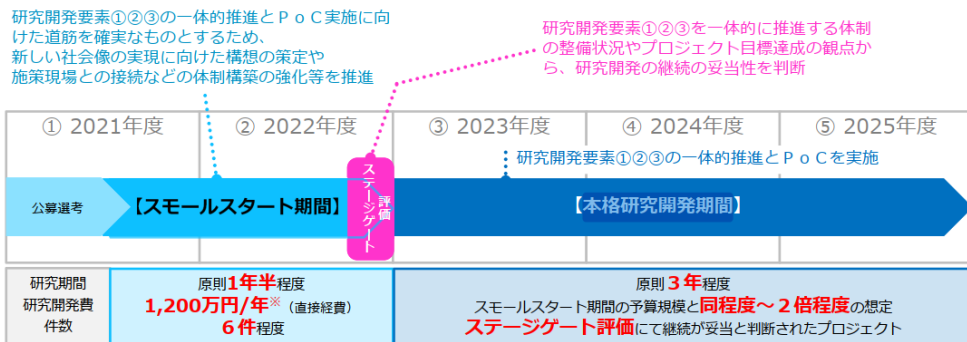 研究開発要素①②③の一体的推進とＰｏＣ実施に向
けた道筋を確実なものとするため、
新しい社会像の実現に向けた構想の策定や
施策現場との接続などの体制構築の強化等を推進
研究開発要素①②③を一体的に推進する体制
の整備状況やプロジェクト目標達成の観点か
ら、研究開発の継続の妥当性を判断
① 2021年度
② 2022年度
③ 2023年度
④ 2024年度
⑤ 2025年度
研究開発要素①②③の一体的推進とＰｏＣを実施
公募選考
【スモールスタート期間】
ステージゲート
評価
【本格研究開発期間】
研究期間
研究開発費
件数
原則1年半程度
1,200万円/年※（直接経費）
６件程度
原則３年程度
スモールスタート期間の予算規模と同程度～２倍程度の想定
ステージゲート評価にて継続が妥当と判断されたプロジェクト